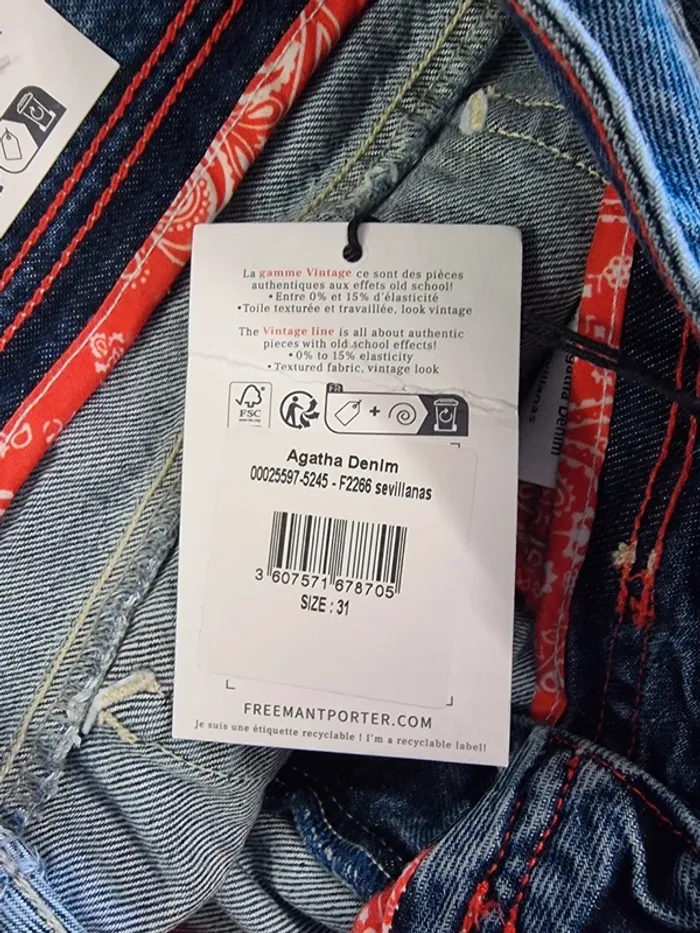 La gamme Vintage ce sont des pièces
authentiques aux effets old school!
• Entre 0% et 15% d'élasticité
• Toile texturée et travaillée, look vintage
The Vintage line is all about authentic
pieces with old school effects!
• 0% to 15% elasticity
• Textured fabric, vintage look
FSC
FR
+
Agatha Denim
00025597-5245 - F2266 sevillanas
3 607571 678705
SIZE : 31
FREEMANTPORTER.COM
Je suis une étiquette recyclable ! I'm a recyclable label!
Agatha Denim